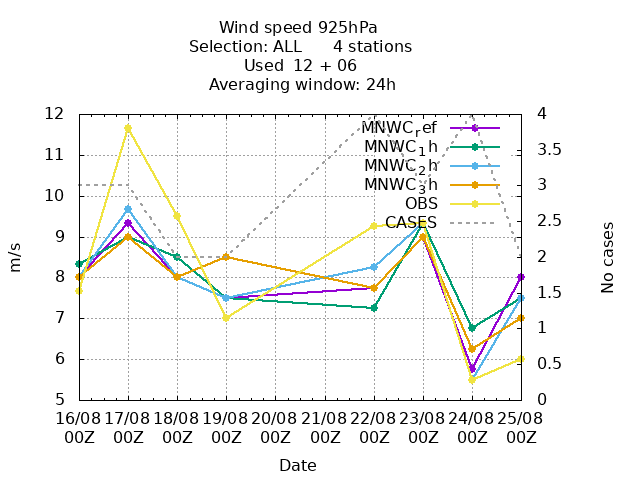 Wind speed 925hPa
Selection: ALL      4 stations
Used  12 + 06
Averaging window: 24h
12
11
10
9
8
7
6
5
m/s
4
3.5
3
2.5
2
1.5
1
0.5
0
No cases
MNWC_ref
MNWC_1h
MNWC_2h
MNWC_3h
OBS
CASES
16/08 17/08 18/08 19/08 20/08 21/08 22/08 23/08 24/08 25/08
00Z 00Z 00Z 00Z 00Z 00Z 00Z 00Z 00Z 00Z
Date